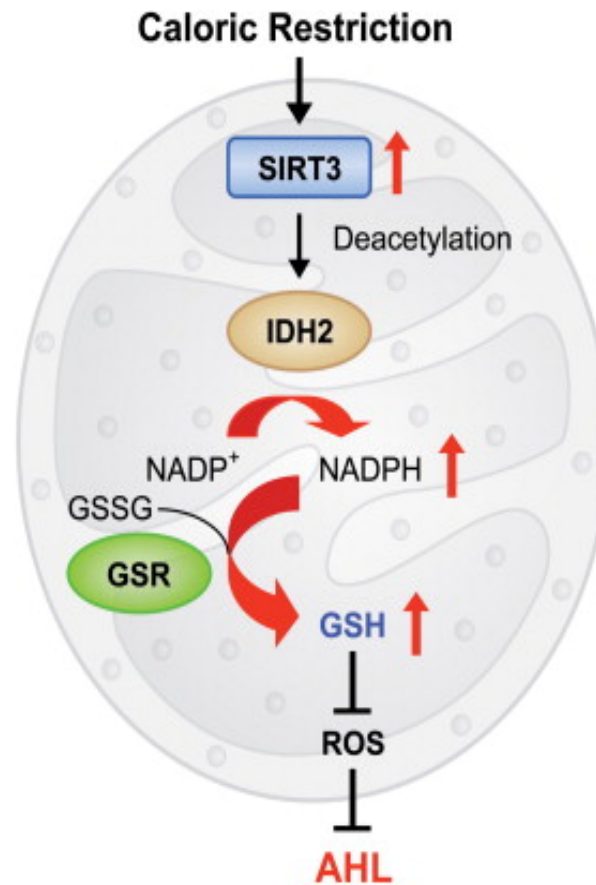 Caloric Restriction
SIRT3
Deacetylation
IDH2
NADP⁺ NADPH
GSSG
GSR
GSH
ROS
AHL